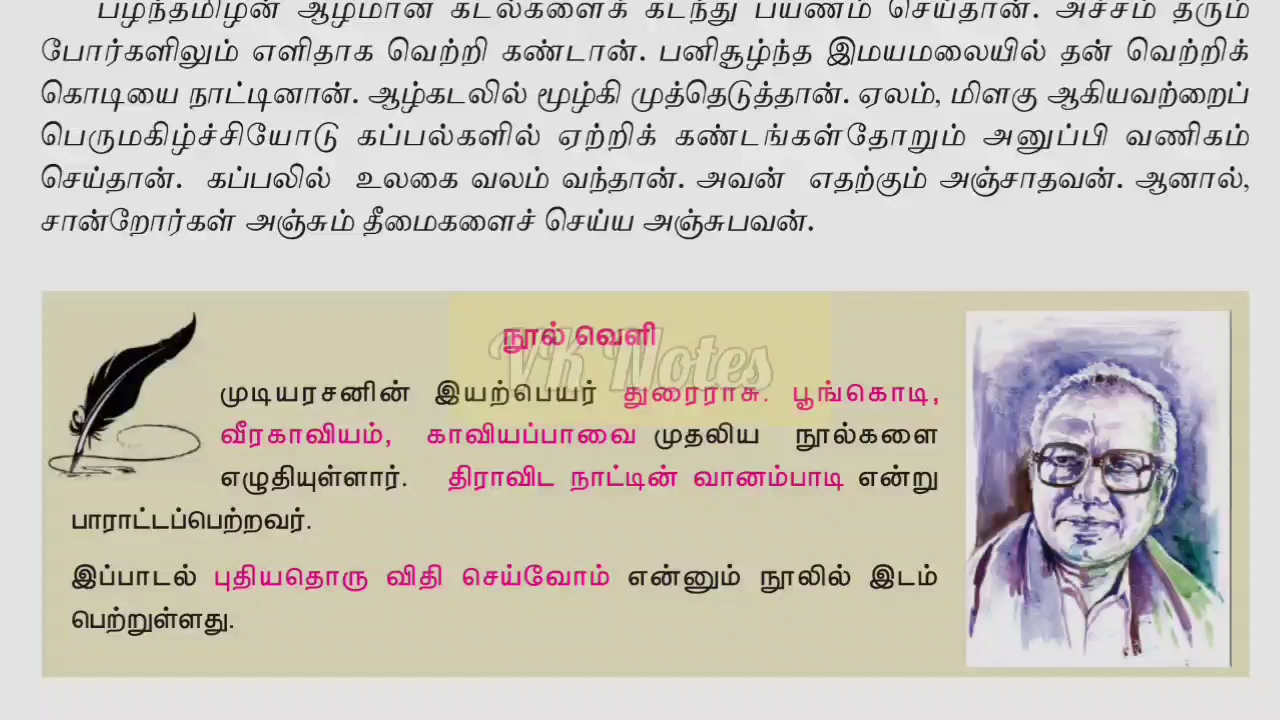 பழந்தமிழன் ஆழமான கடல்களைக் கடந்து பயணம் செய்தான். அச்சம் தரும்
போர்களிலும் எளிதாக வெற்றி கண்டான். பனிசூழ்ந்த இமயமலையில் தன் வெற்றிக்
கொடியை நாட்டினான். ஆழ்கடலில் மூழ்கி முத்தெடுத்தான். ஏலம், மிளகு ஆகியவற்றைப்
பெருமகிழ்ச்சியோடு கப்பல்களில் ஏற்றிக் கண்டங்கள்தோறும் அனுப்பி வணிகம்
செய்தான். கப்பலில் உலகை வலம் வந்தான். அவன் எதற்கும் அஞ்சாதவன். ஆனால்,
சான்றோர்கள் அஞ்சும் தீமைகளைச் செய்ய அஞ்சுபவன்.
நூல் வெளி
VK Notes
முடியரசனின் இயற்பெயர் துரைராசு. பூங்கொடி,
வீரகாவியம், காவியப்பாவை முதலிய நூல்களை
எழுதியுள்ளார். திராவிட நாட்டின் வானம்பாடி என்று
பாராட்டப்பெற்றவர்.
இப்பாடல் புதியதொரு விதி செய்வோம் என்னும் நூலில் இடம்
பெற்றுள்ளது.